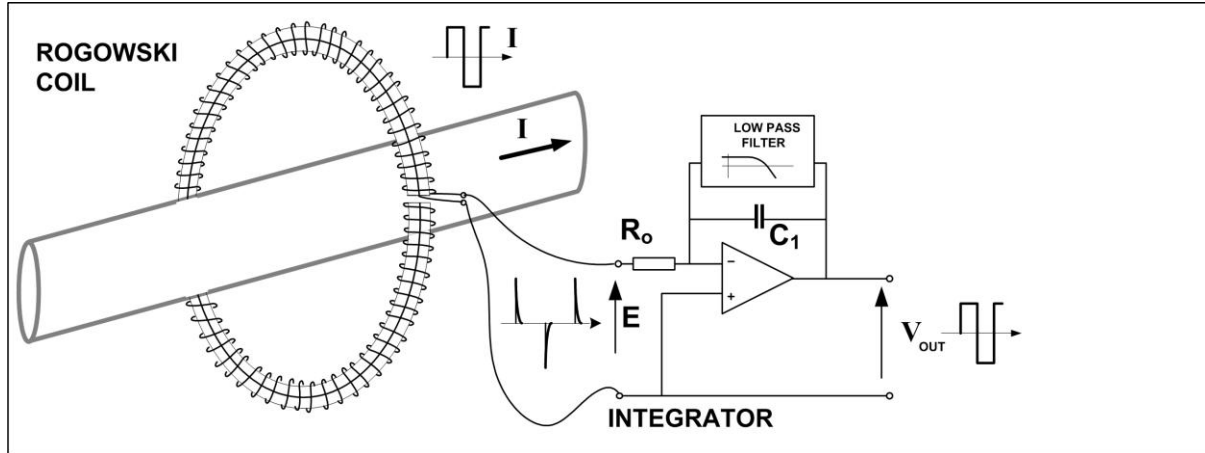 ROGOWSKI
COIL
I
I
LOW PASS
FILTER
C1
Ro
−
+
E
VOUT
INTEGRATOR